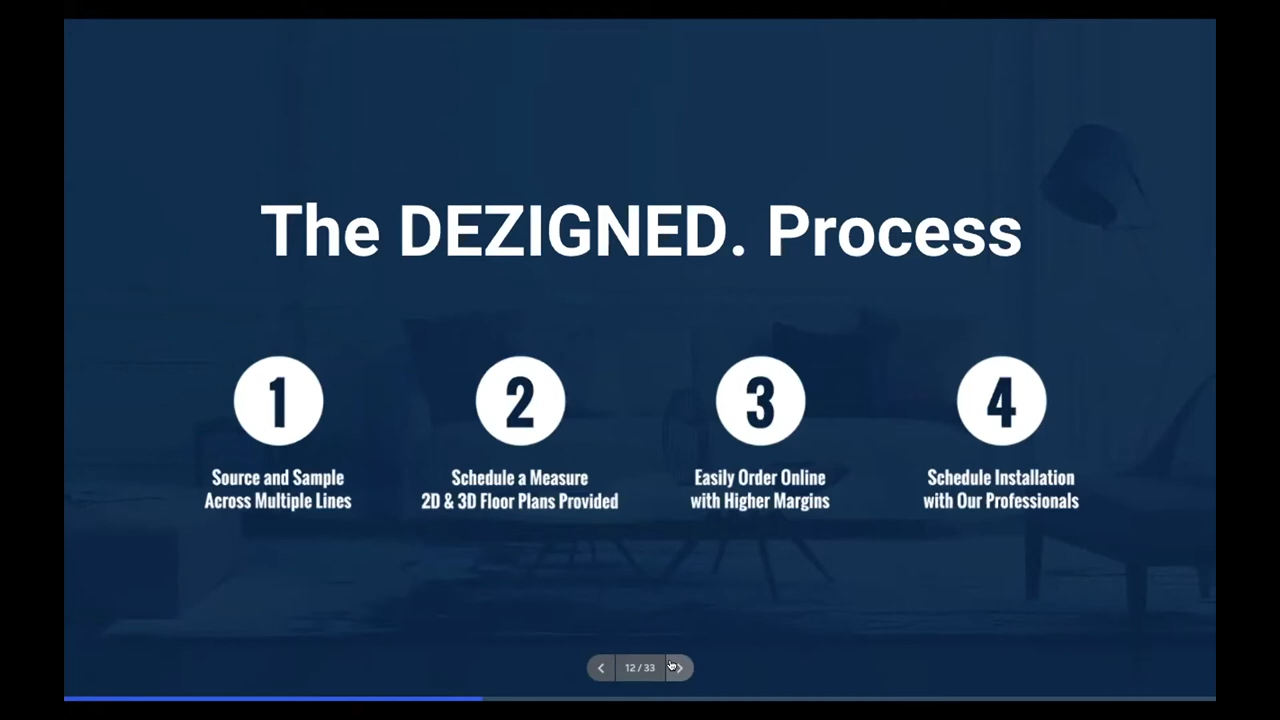 The DEZIGNED. Process
1
Source and Sample
Across Multiple Lines
2
Schedule a Measure
2D & 3D Floor Plans Provided
3
Easily Order Online
with Higher Margins
4
Schedule Installation
with Our Professionals
12 / 33